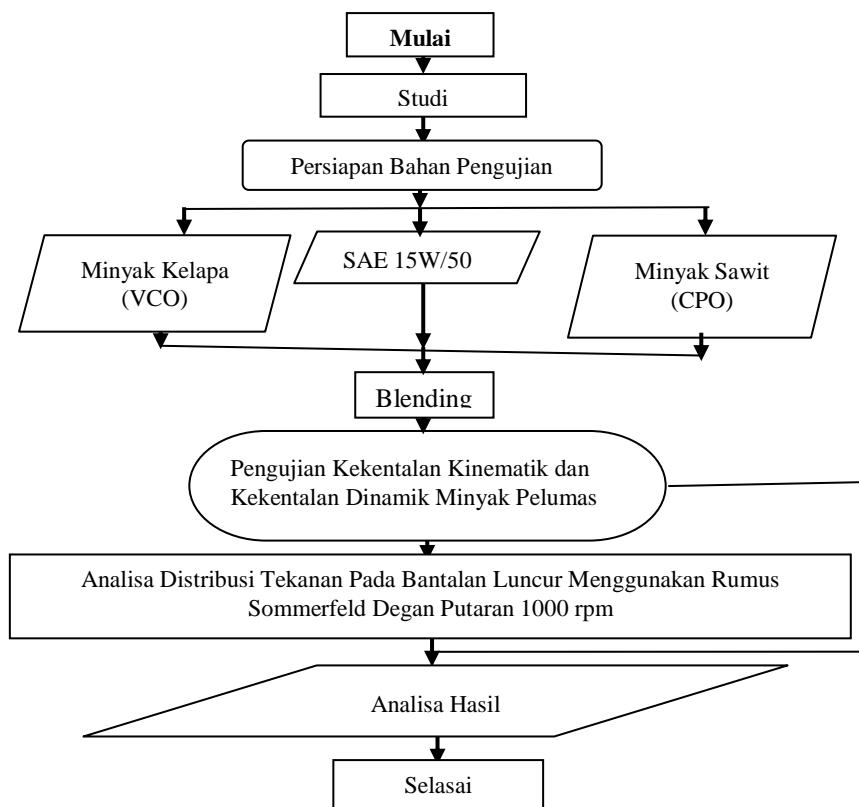 Mulai
Studi
Persiapan Bahan Pengujian
Minyak Kelapa
(VCO)
SAE 15W/50
Minyak Sawit
(CPO)
Blending
Pengujian Kekentalan Kinematik dan
Kekentalan Dinamik Minyak Pelumas
Analisa Distribusi Tekanan Pada Bantalan Luncur Menggunakan Rumus
Sommerfeld Degan Putaran 1000 rpm
Analisa Hasil
Selasai